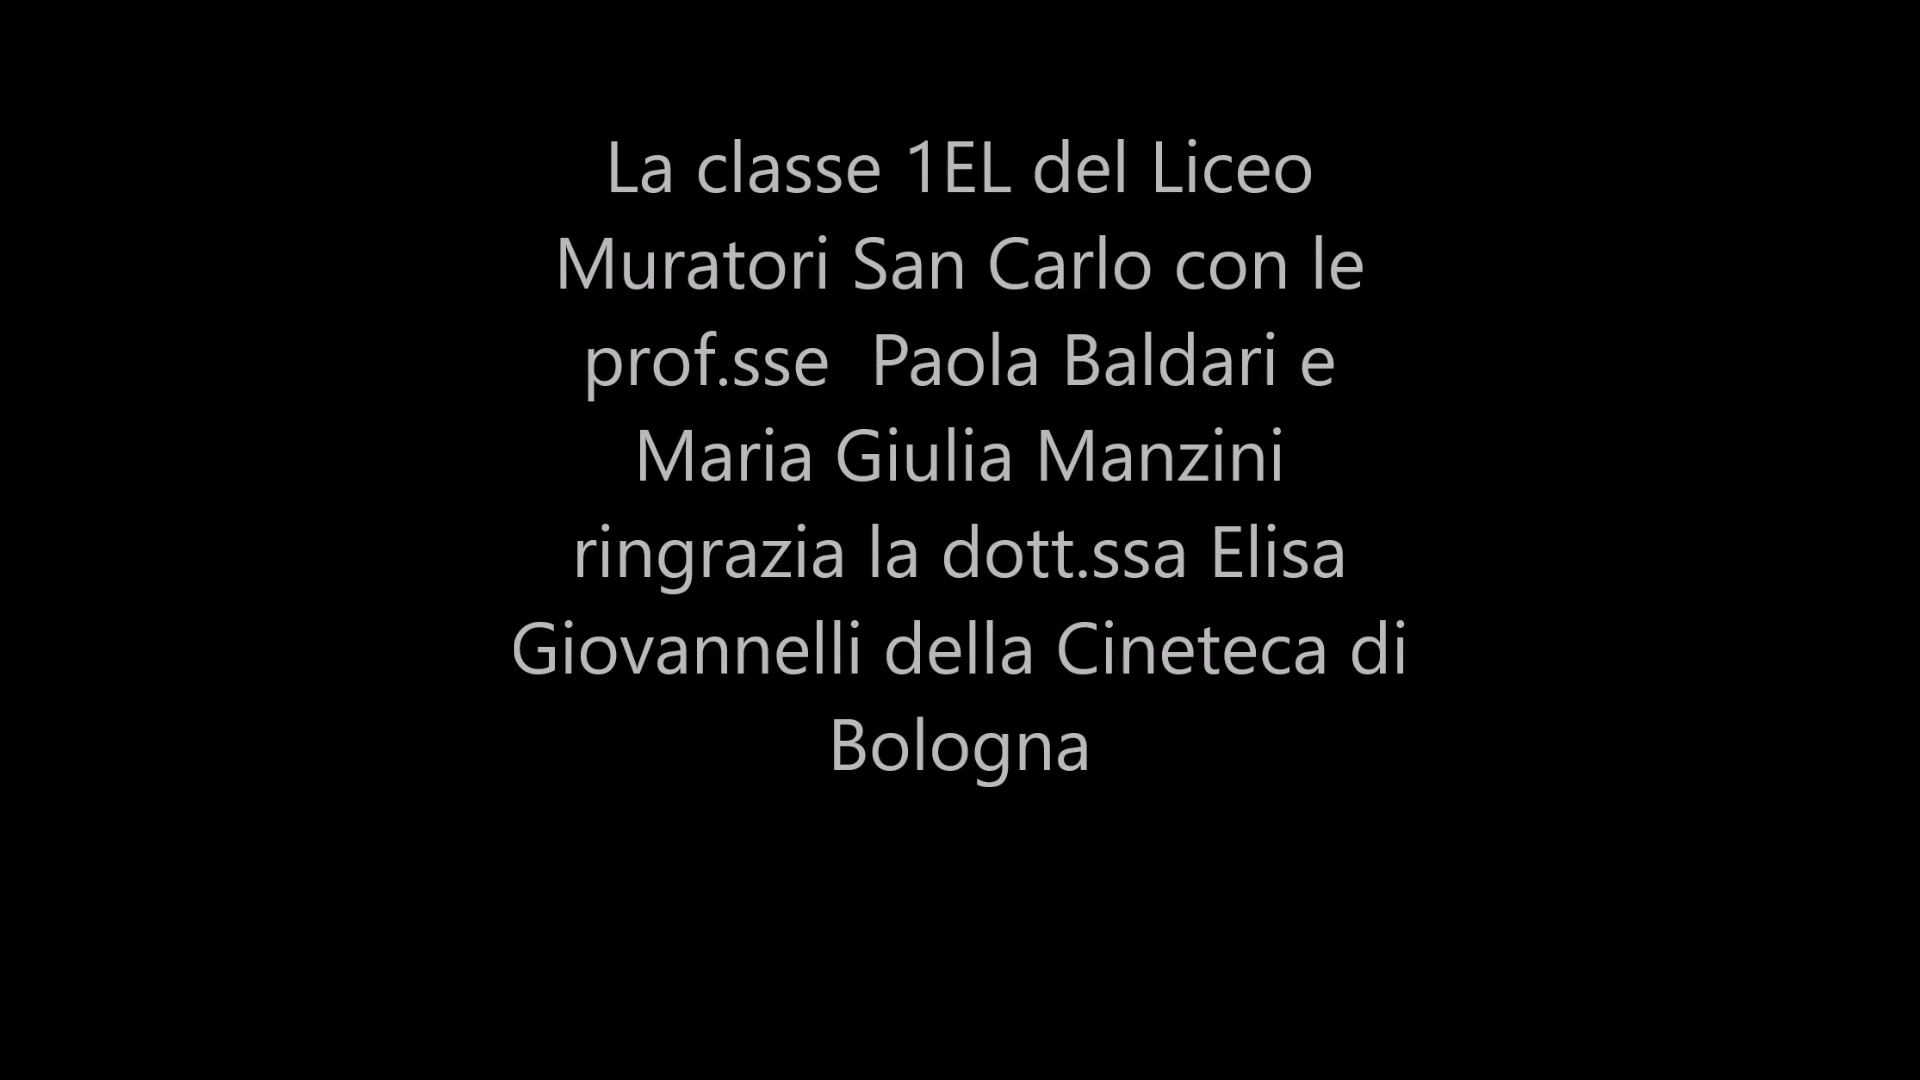 La classe 1EL del Liceo
Muratori San Carlo con le
prof.sse  Paola Baldari e
Maria Giulia Manzini
ringrazia la dott.ssa Elisa
Giovannelli della Cineteca di
Bologna